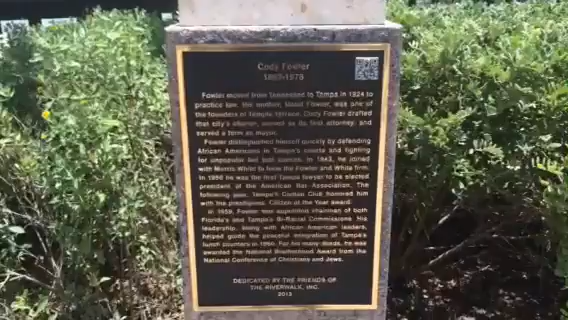 Cody Fowler
1892-1978
Fowler moved from Tennessee to Tampa in 1924 to
practice law. His mother, Maud Fowler, was one of
the founders of Temple Terrace. Cody Fowler drafted
that city's charter, served as its first attorney, and
served a term as mayor.
Fowler distinguished himself quickly by defending
African Americans in Tampa's courts and fighting
for unpopular but just causes. In 1943, he joined
with Morris White to form the Fowler and White firm.
In 1950 he was the first Tampa lawyer to be elected
president of the American Bar Association. The
following year, Tampa's Civitan Club honored him
with the prestigious Citizen of the Year award.
In 1959, Fowler was appointed chairman of both
Florida's and Tampa's Bi-Racial Commissions. His
leadership, along with African American leaders,
helped guide the peaceful integration of Tampa's
lunch counters in 1960. For his many deeds, he was
awarded the National Brotherhood Award from the
National Conference of Christians and Jews.
DEDICATED BY THE FRIENDS OF
THE RIVERWALK, INC.
2013